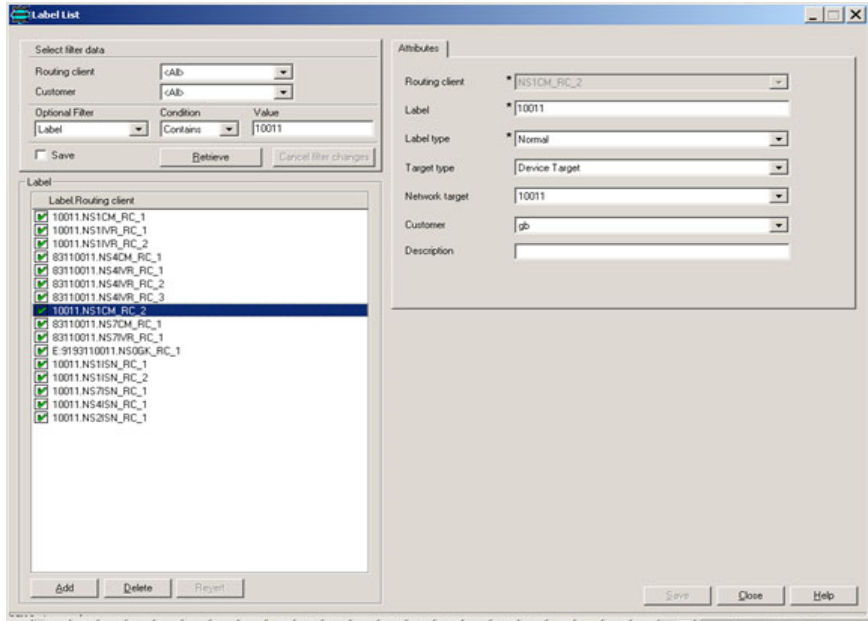 Label List
Select filter data
Routing client <All>
Customer <All>
Optional Filter Condition Value
Label Contains 10011
Save Retrieve Cancel filter changes
Label
Label.Routing client
10011.NS1CM_RC_1
10011.NS1IVR_RC_1
10011.NS1IVR_RC_2
83110011.NS4CM_RC_1
83110011.NS4IVR_RC_1
83110011.NS4IVR_RC_2
83110011.NS4IVR_RC_3
10011.NS1CM_RC_2
83110011.NS7CM_RC_1
83110011.NS7IVR_RC_1
E:9193110011.NS0GK_RC_1
10011.NS1ISN_RC_1
10011.NS1ISN_RC_2
10011.NS7ISN_RC_1
10011.NS4ISN_RC_1
10011.NS2ISN_RC_1
Add Delete Revert
Attributes
Routing client * NS1CM_RC_2
Label * 10011
Label type * Normal
Target type Device Target
Network target 10011
Customer gb
Description
Save Close Help